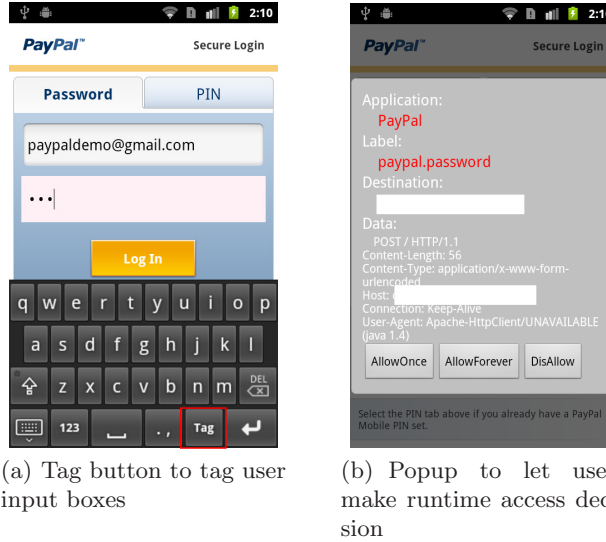 2:10
PayPal™
Secure Login
Password
PIN
paypaldemo@gmail.com
Log In
q w e r t y u i o p
a s d f g h j k l
z x c v b n m DEL
123 . , Tag
(a) Tag button to tag user
input boxes
2:10
PayPal™
Secure Login
Application:
PayPal
Label:
paypal.password
Destination:
Data:
POST / HTTP/1.1
Content-Length: 56
Content-Type: application/x-www-form-
urlencoded
Host:
Connection: Keep-Alive
User-Agent: Apache-HttpClient/UNAVAILABLE
(java 1.4)
AllowOnce
AllowForever
DisAllow
Select the PIN tab above if you already have a PayPal
Mobile PIN set.
(b) Popup to let use
make runtime access dec
sion